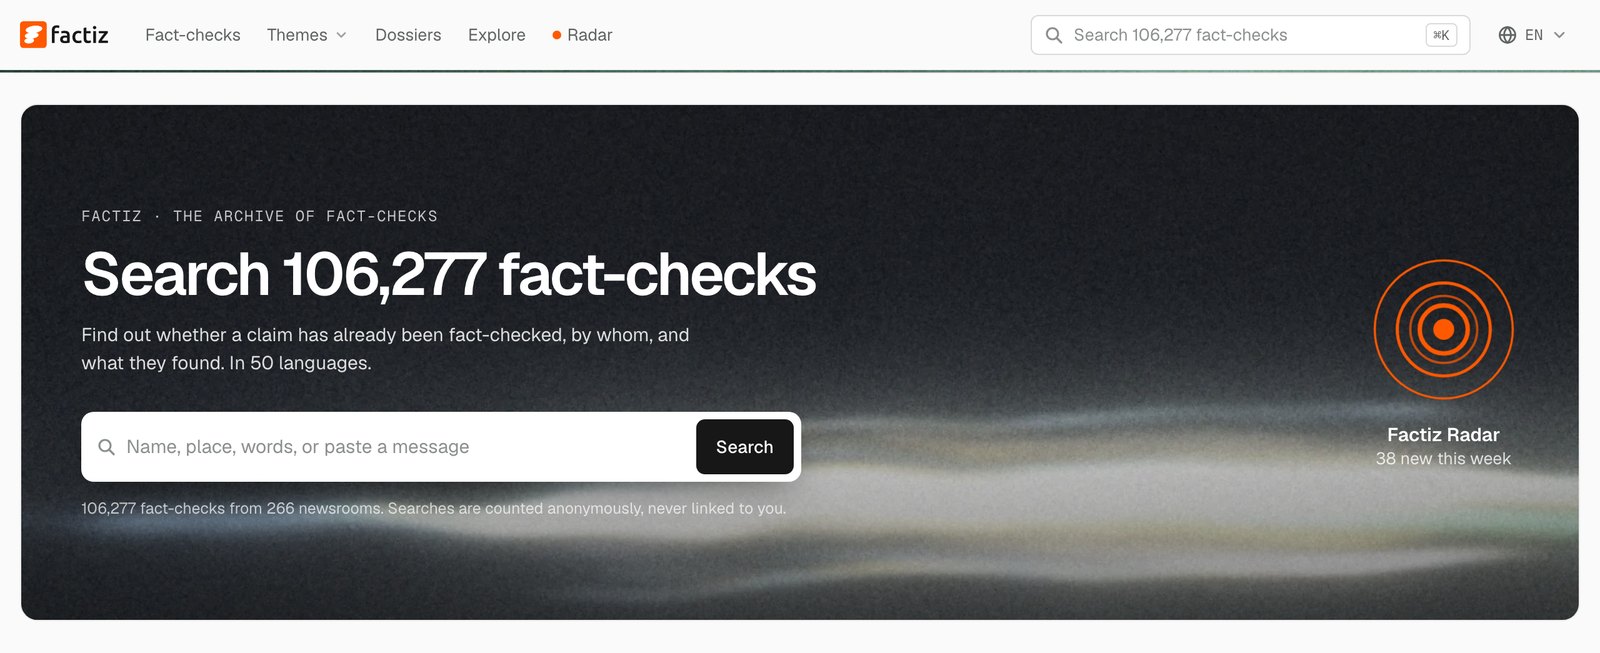 factiz
Fact-checks
Themes
Dossiers
Explore
Radar
Search 106,277 fact-checks
⌘K
EN
FACTIZ · THE ARCHIVE OF FACT-CHECKS
Search 106,277 fact-checks
Find out whether a claim has already been fact-checked, by whom, and
what they found. In 50 languages.
Name, place, words, or paste a message
Search
106,277 fact-checks from 266 newsrooms. Searches are counted anonymously, never linked to you.
Factiz Radar
38 new this week